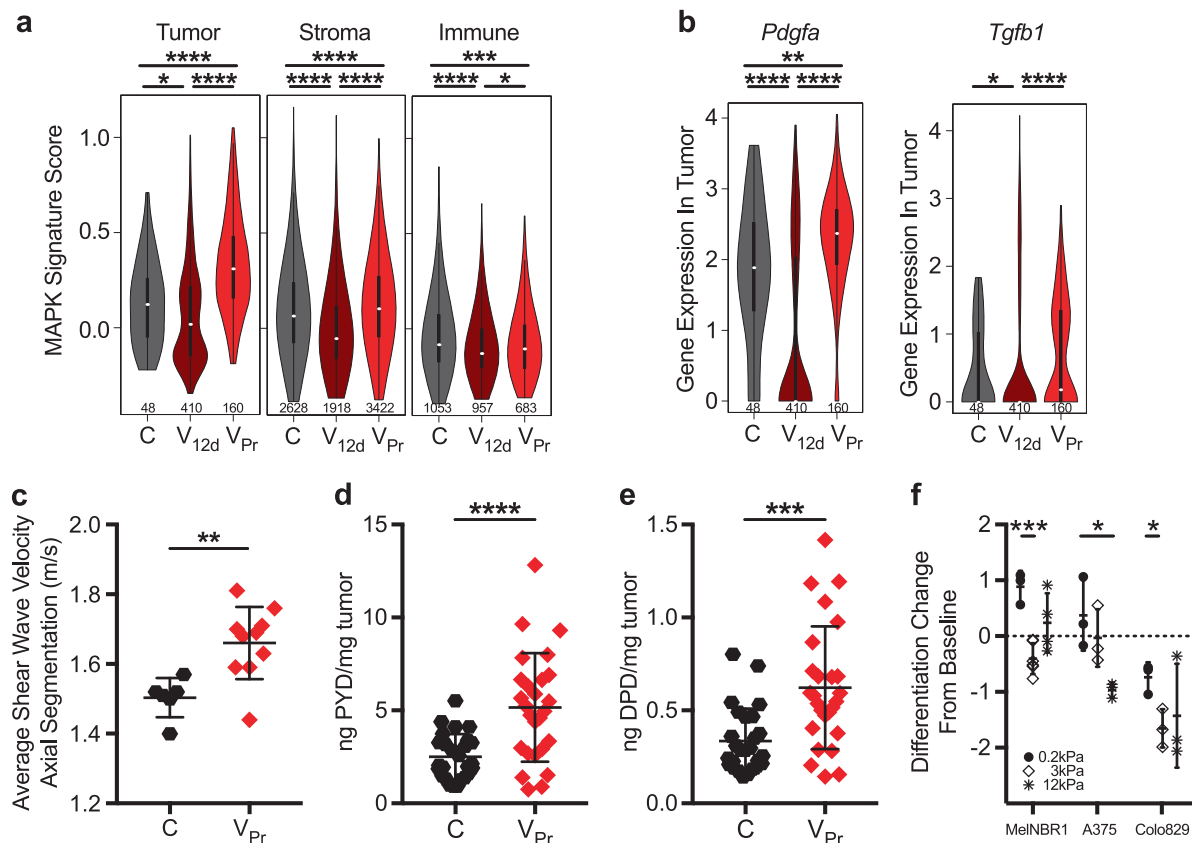 a
Tumor Stroma Immune
**** **** ***
* **** **** **** **** *
MAPK Signature Score
1.0
0.5
0.0
48 410 160 2628 1918 3422 1053 957 683
C V12d VPr C V12d VPr C V12d VPr
b
Pdgfa Tgfb1
**
**** **** * ****
Gene Expression In Tumor
4
3
2
1
0
48 410 160
C V12d VPr
Gene Expression In Tumor
4
3
2
1
0
48 410 160
C V12d VPr
c
Average Shear Wave Velocity
Axial Segmentation (m/s)
2.0
1.8
1.6
1.4
1.2
**
C VPr
d
ng PYD/mg tumor
15
10
5
0
****
C VPr
e
ng DPD/mg tumor
1.5
1.0
0.5
0.0
***
C VPr
f
Differentiation Change
From Baseline
2
1
0
-1
-2
*** * *
0.2kPa
3kPa
12kPa
MelNBR1 A375 Colo829